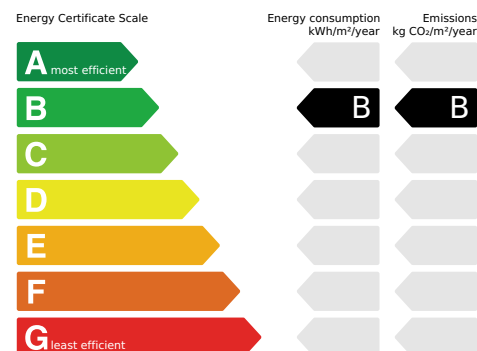 Energy Certificate Scale
Energy consumption
kWh/m²/year
Emissions
kg CO₂/m²/year
A most efficient
B
B
B
C
D
E
F
G least efficient